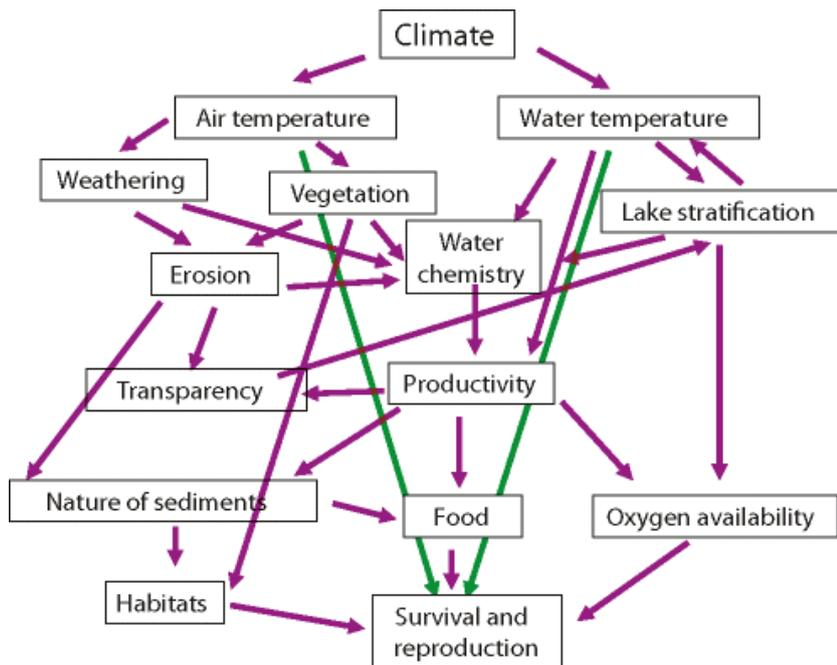 Climate
Air temperature
Water temperature
Weathering
Vegetation
Lake stratification
Water
chemistry
Erosion
Transparency
Productivity
Nature of sediments
Food
Oxygen availability
Habitats
Survival and
reproduction